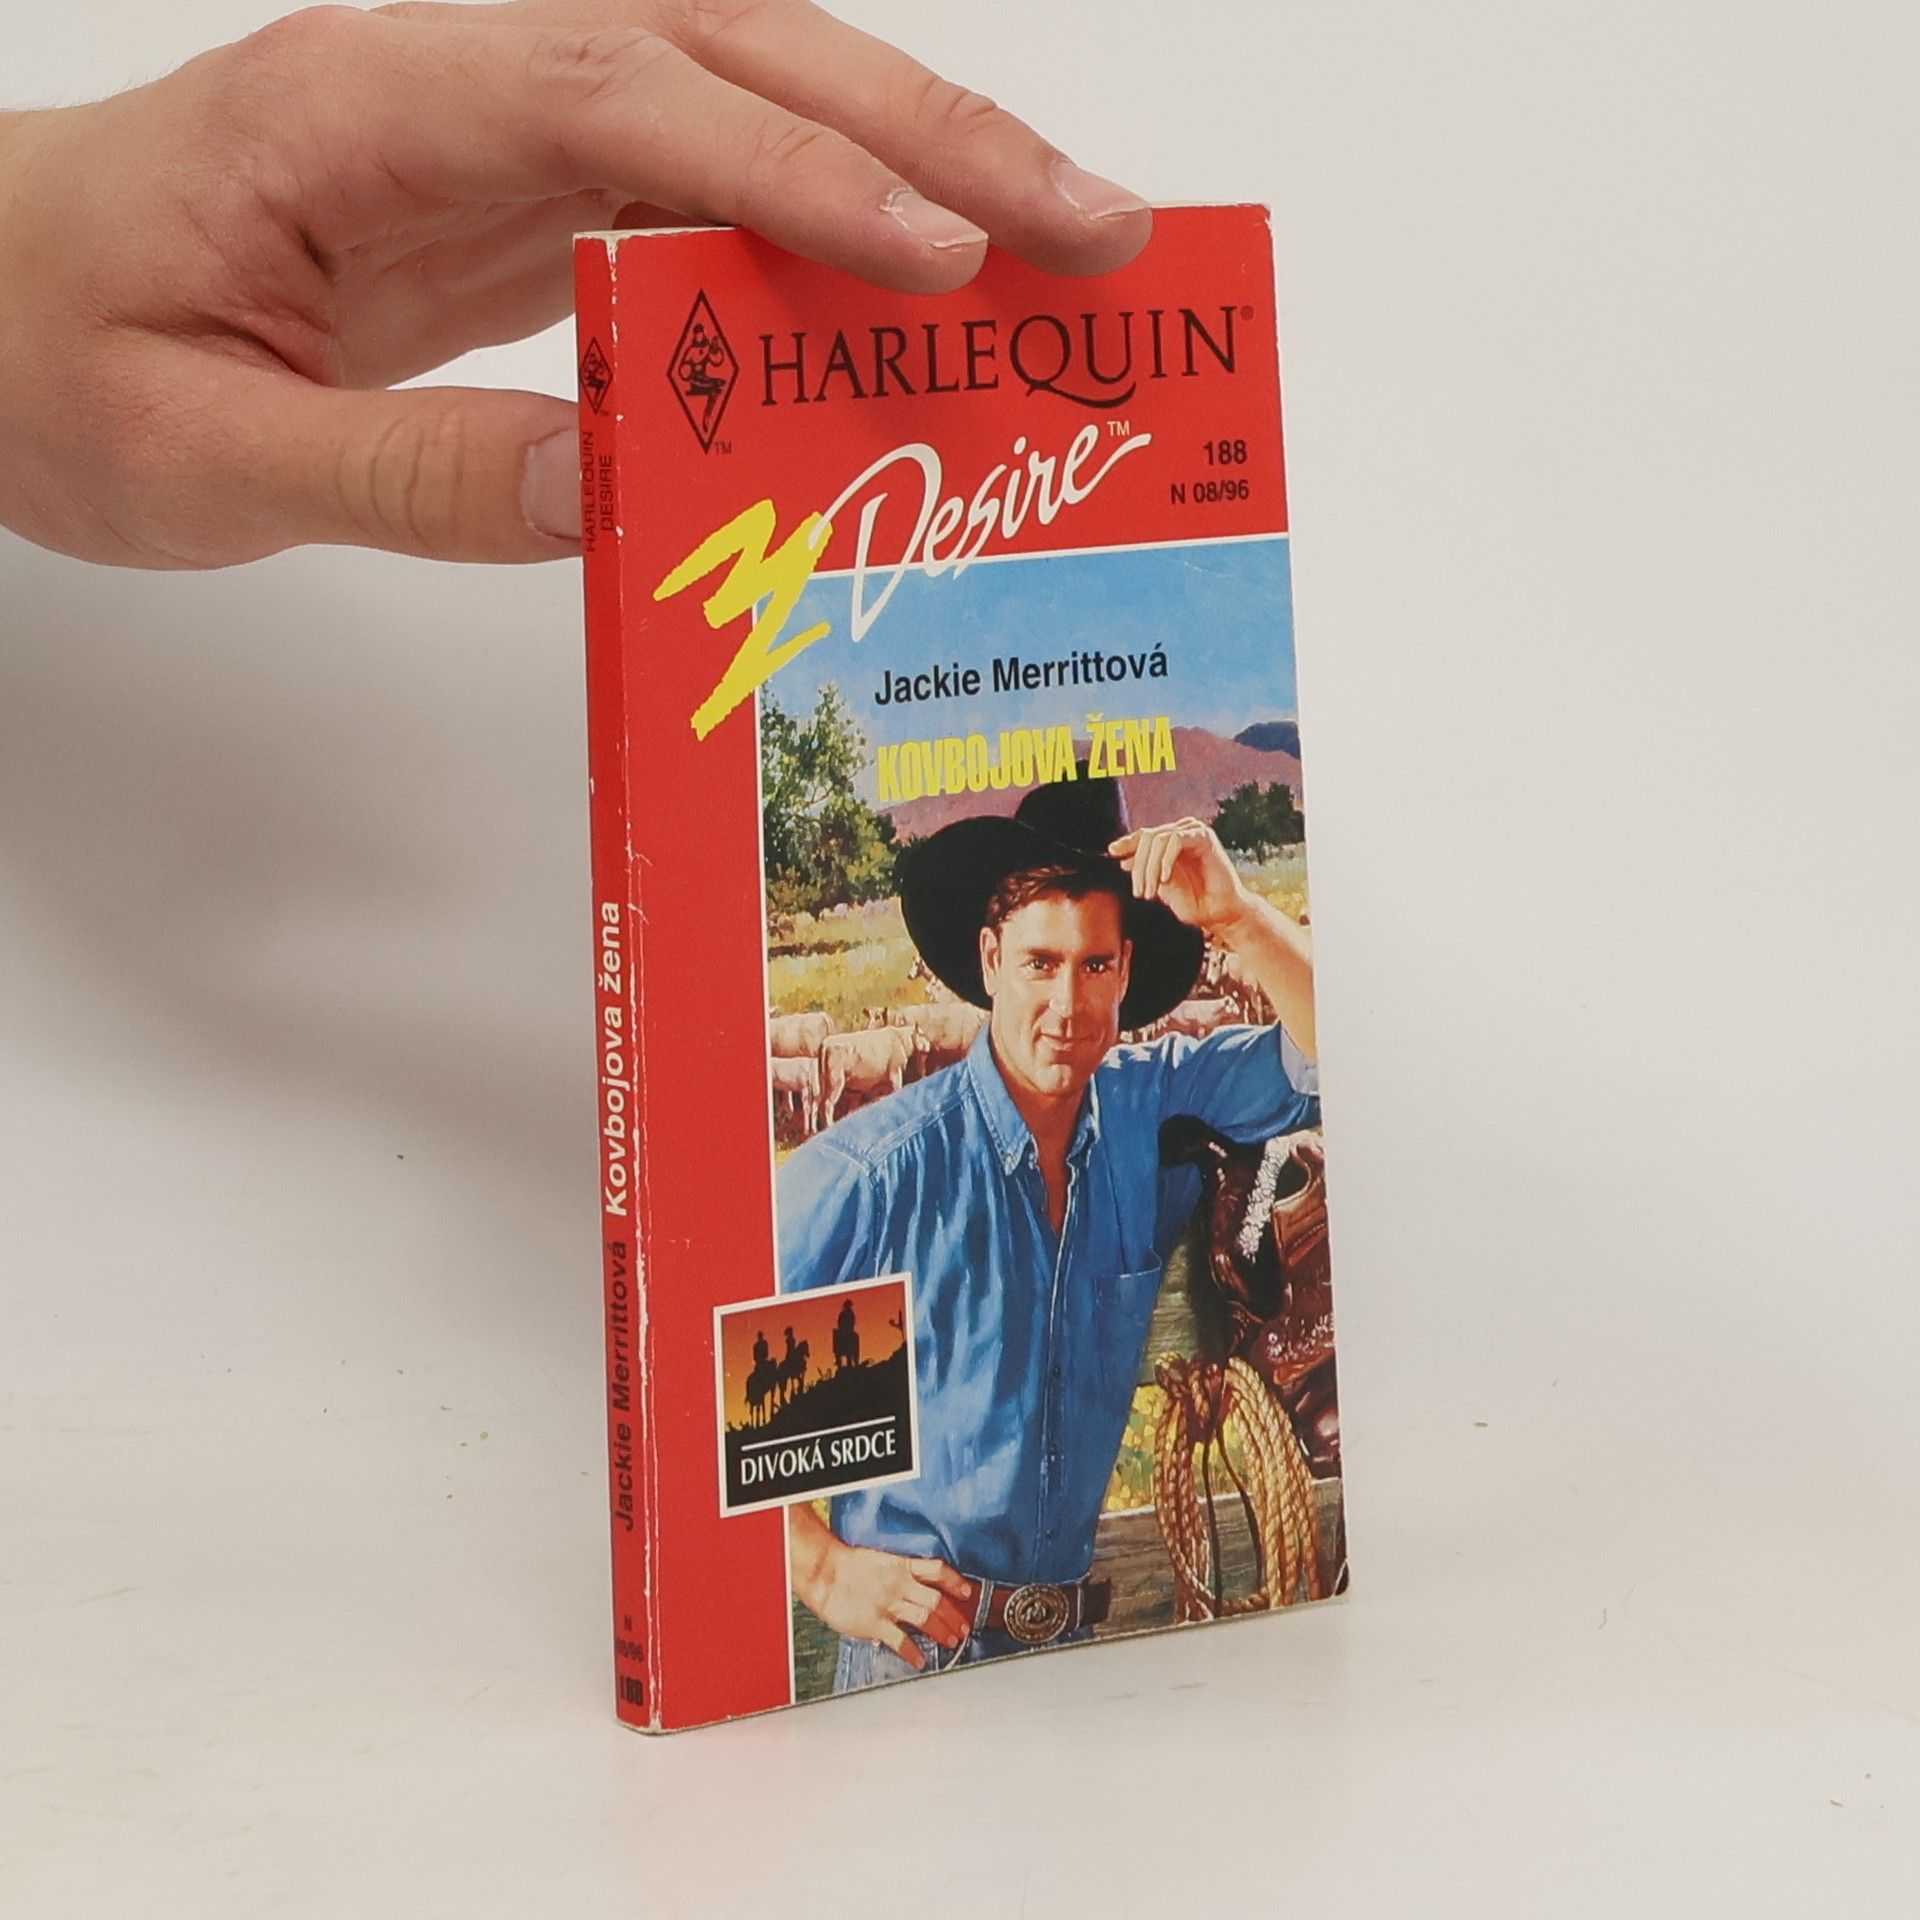 HARLEQUIN®
TM
Desire™
188
N 08/96
Jackie Merrittová
KOVBOJOVA ŽENA
DIVOKÁ SRDCE
HARLEQUIN
DESIRE
Jackie Merrittová Kovbojova žena
N
08/96
188